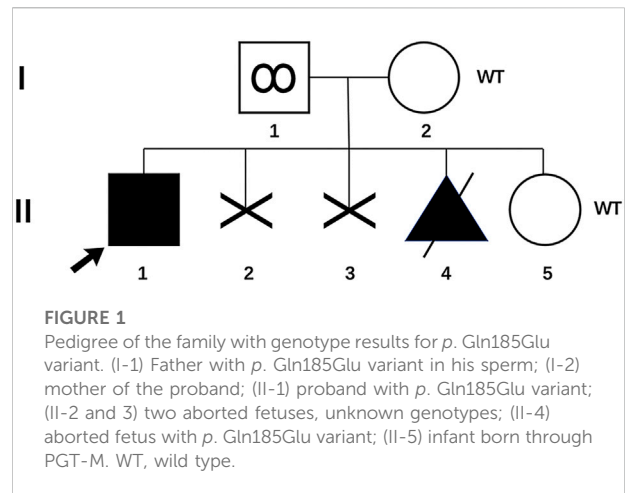 I
∞
WT
1
2
II
WT
1
2
3
4
5
FIGURE 1
Pedigree of the family with genotype results for p. Gln185Glu
variant. (I-1) Father with p. Gln185Glu variant in his sperm; (I-2)
mother of the proband; (II-1) proband with p. Gln185Glu variant;
(II-2 and 3) two aborted fetuses, unknown genotypes; (II-4)
aborted fetus with p. Gln185Glu variant; (II-5) infant born through
PGT-M. WT, wild type.